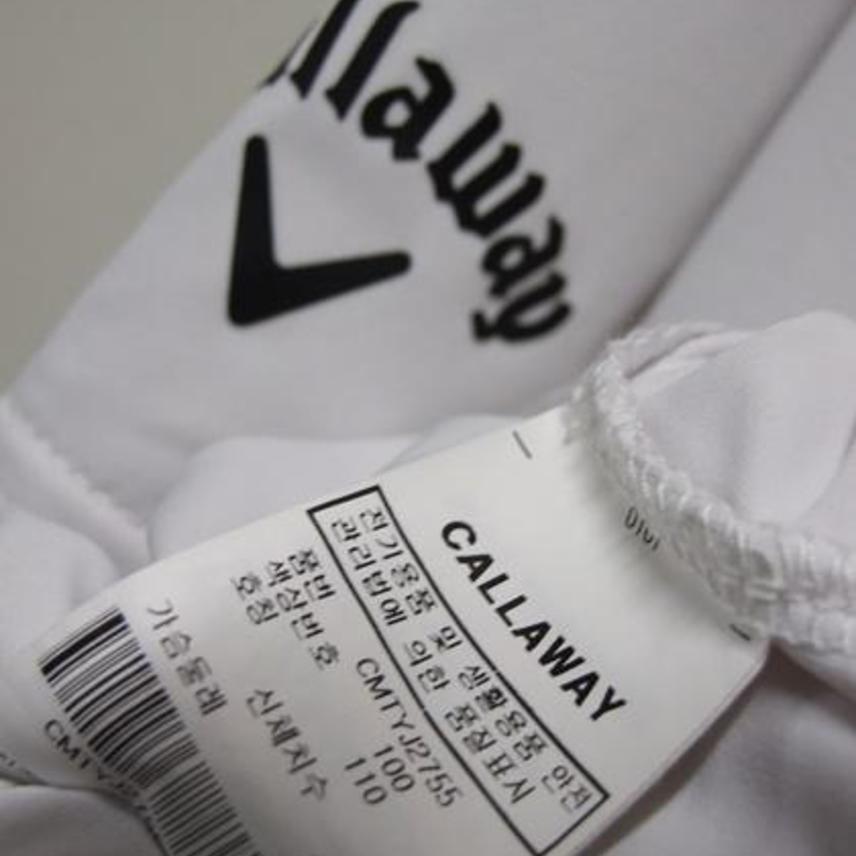 allaway
CALLAWAY
전기용품 및 생활용품 안전
관리법에 의한 품질표시
품번 CMTYJ2755
색상번호 100
호칭 110
신체치수
가슴둘레